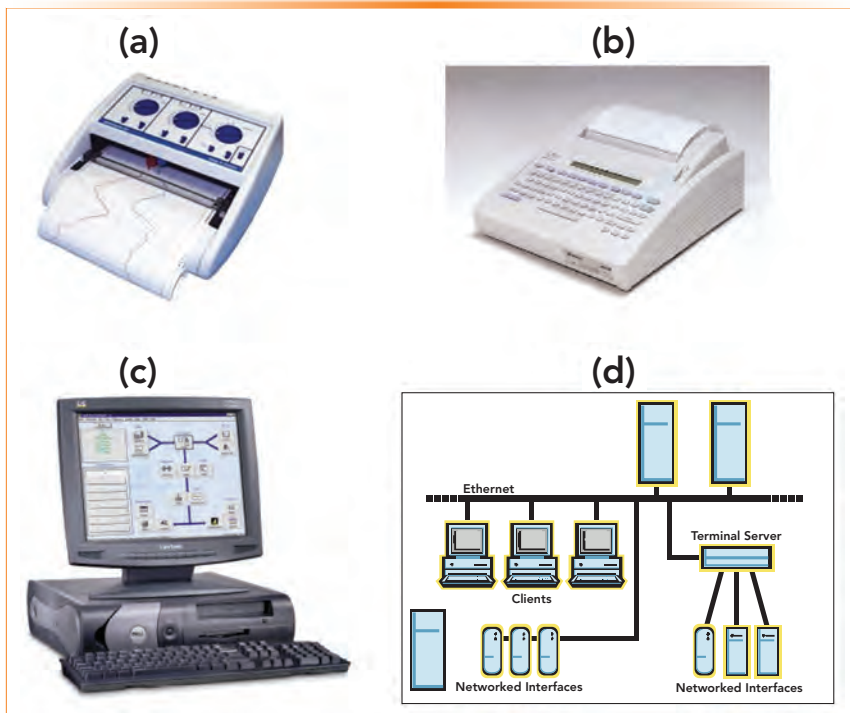 (a)
(b)
(c)
(d)
Ethernet
Terminal Server
Clients
Networked Interfaces
Networked Interfaces